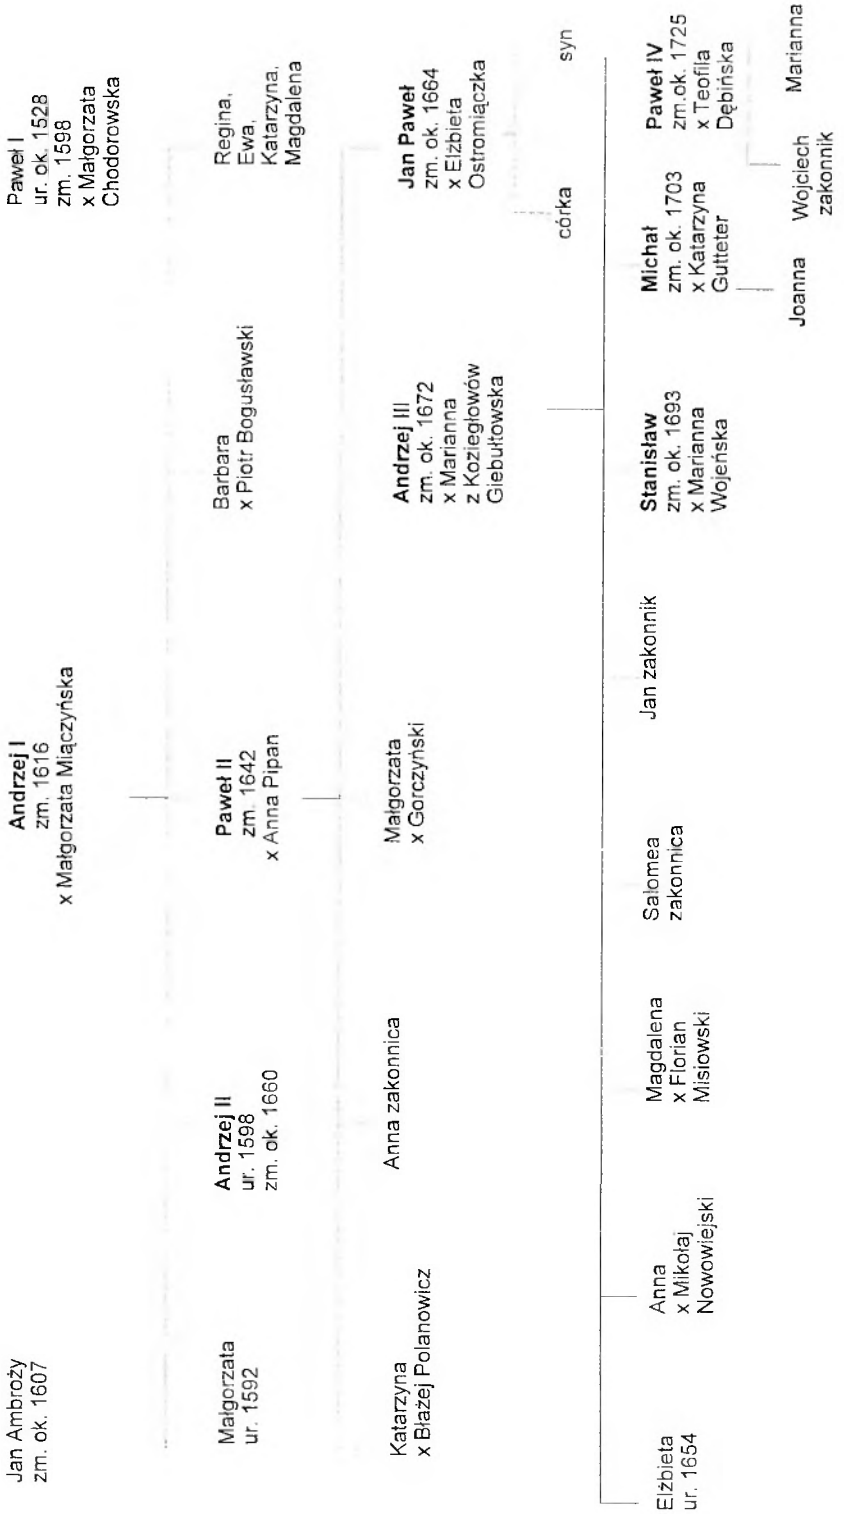 Jan Ambroży
zm. ok. 1607
Andrzej I
zm. 1616
x Małgorzata Miączyńska
Paweł I
ur. ok. 1528
zm. 1598
x Małgorzata
Chodorowska
Małgorzata
ur. 1592
Andrzej II
ur. 1598
zm. ok. 1660
Paweł II
zm. 1642
x Anna Pipan
Barbara
x Piotr Bogusławski
Regina,
Ewa,
Katarzyna,
Magdalena
Katarzyna
x Błażej Polanowicz
Anna zakonnica
Małgorzata
x Gorczyński
Andrzej III
zm. ok. 1672
x Marianna
z Koziegłowów
Giebułtowska
Jan Paweł
zm. ok. 1664
x Elżbieta
Ostromiączka
córka
syn
Elżbieta
ur. 1654
Anna
x Mikołaj
Nowowiejski
Magdalena
x Florian
Misiowski
Salomea
zakonnica
Jan zakonnik
Stanisław
zm. ok. 1693
x Marianna
Wojeńska
Michał
zm. ok. 1703
x Katarzyna
Gutteter
Paweł IV
zm.ok. 1725
x Teofila
Dębińska
Joanna
Wojciech
zakonnik
Marianna